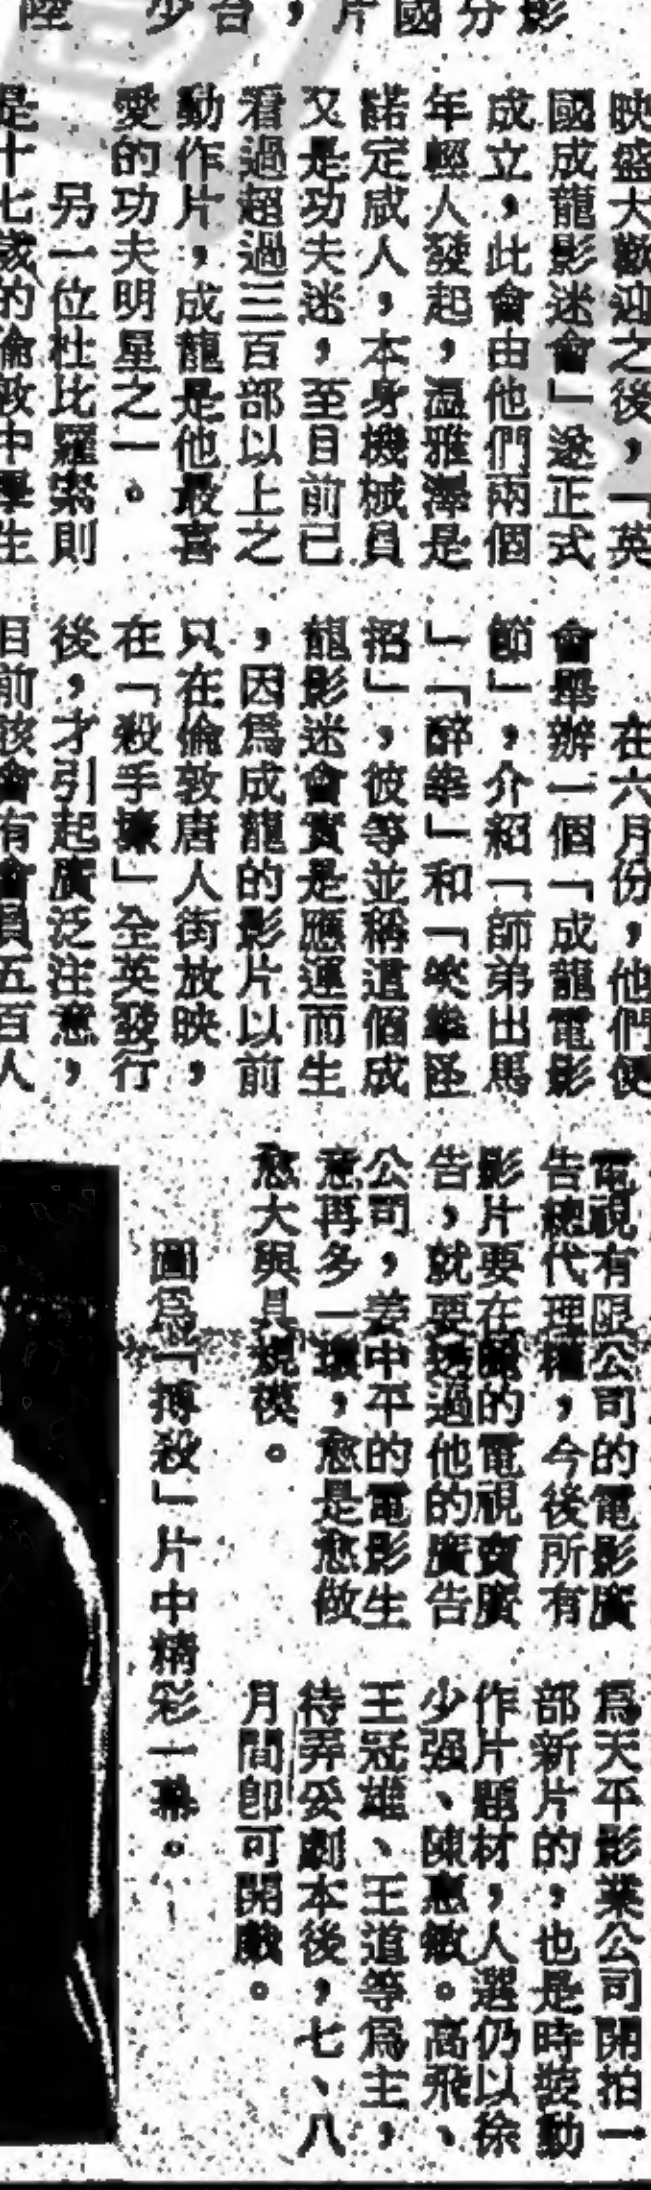 影分國片，台少陸
映盛大歡迎之後，「英
國成龍影迷會」遂正式
成立，此會由他們兩個
年輕人發起，溫雅澤是
諾定咸人，本身機械員
又是功夫迷，至目前已
看過超過三百部以上之
動作片，成龍是他最喜
愛的功夫明星之一。
另一位杜比羅素則
是十七歲的倫敦中學生
在六月份，他們便
會舉辦一個「成龍電影
節」，介紹「師弟出馬
」「醉拳」和「笑拳怪
招」，彼等並稱這個成
龍影迷會實是應運而生
，因爲成龍的影片以前
只在倫敦唐人街放映，
在「殺手壕」全英發行
後，才引起廣泛注意，
目前該會有會員五百人
電視有限公司的電影廣
告總代理權，今後所有
影片要在 的電視賣廣
告，就要透過他的廣告
公司，姜中平的電影生
意再多一環，愈是愈做
愈大與具規模。
圖爲「搏殺」片中精彩一幕。
爲天平影業公司開拍一
部新片的，也是時裝動
作片題材，人選仍以徐
少强、陳惠敏。高飛、
王冠雄、王道等爲主，
待弄妥劇本後，七、八
月間即可開戲。